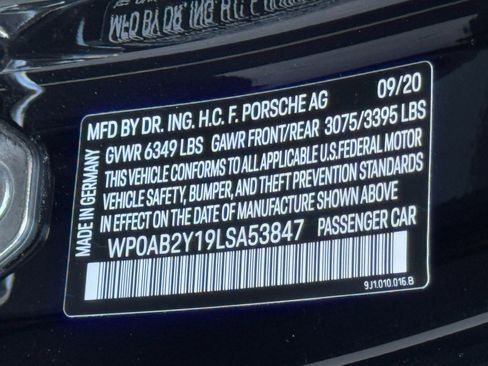 09/20
MFD BY DR. ING. H.C. F. PORSCHE AG
GVWR 6349 LBS GAWR FRONT/REAR 3075/3395 LBS
THIS VEHICLE CONFORMS TO ALL APPLICABLE U.S.FEDERAL MOTOR
VEHICLE SAFETY, BUMPER, AND THEFT PREVENTION STANDARDS
IN EFFECT ON THE DATE OF MANUFACTURE SHOWN ABOVE
WP0AB2Y19LSA53847 PASSENGER CAR
9J1.010.016.B
MADE IN GERMANY